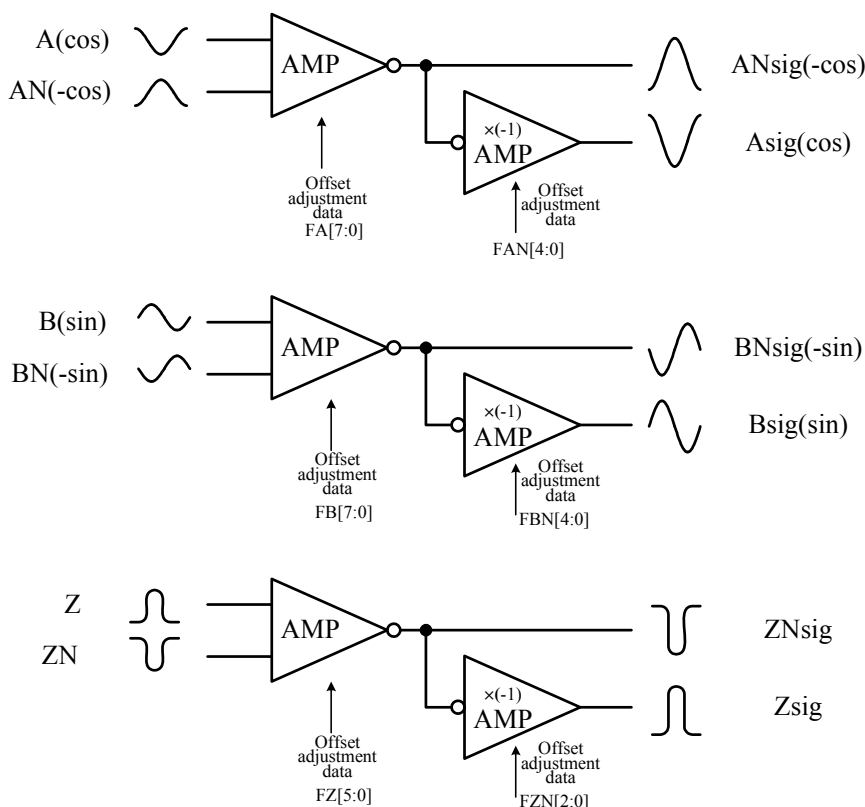 A(cos)
AN(-cos)
AMP
ANsig(-cos)
×(-1)
AMP
Asig(cos)
Offset
adjustment
data
FA[7:0]
Offset
adjustment
data
FAN[4:0]
B(sin)
BN(-sin)
AMP
BNsig(-sin)
×(-1)
AMP
Bsig(sin)
Offset
adjustment
data
FB[7:0]
Offset
adjustment
data
FBN[4:0]
Z
ZN
AMP
ZNsig
×(-1)
AMP
Zsig
Offset
adjustment
data
FZ[5:0]
Offset
adjustment
data
FZN[2:0]